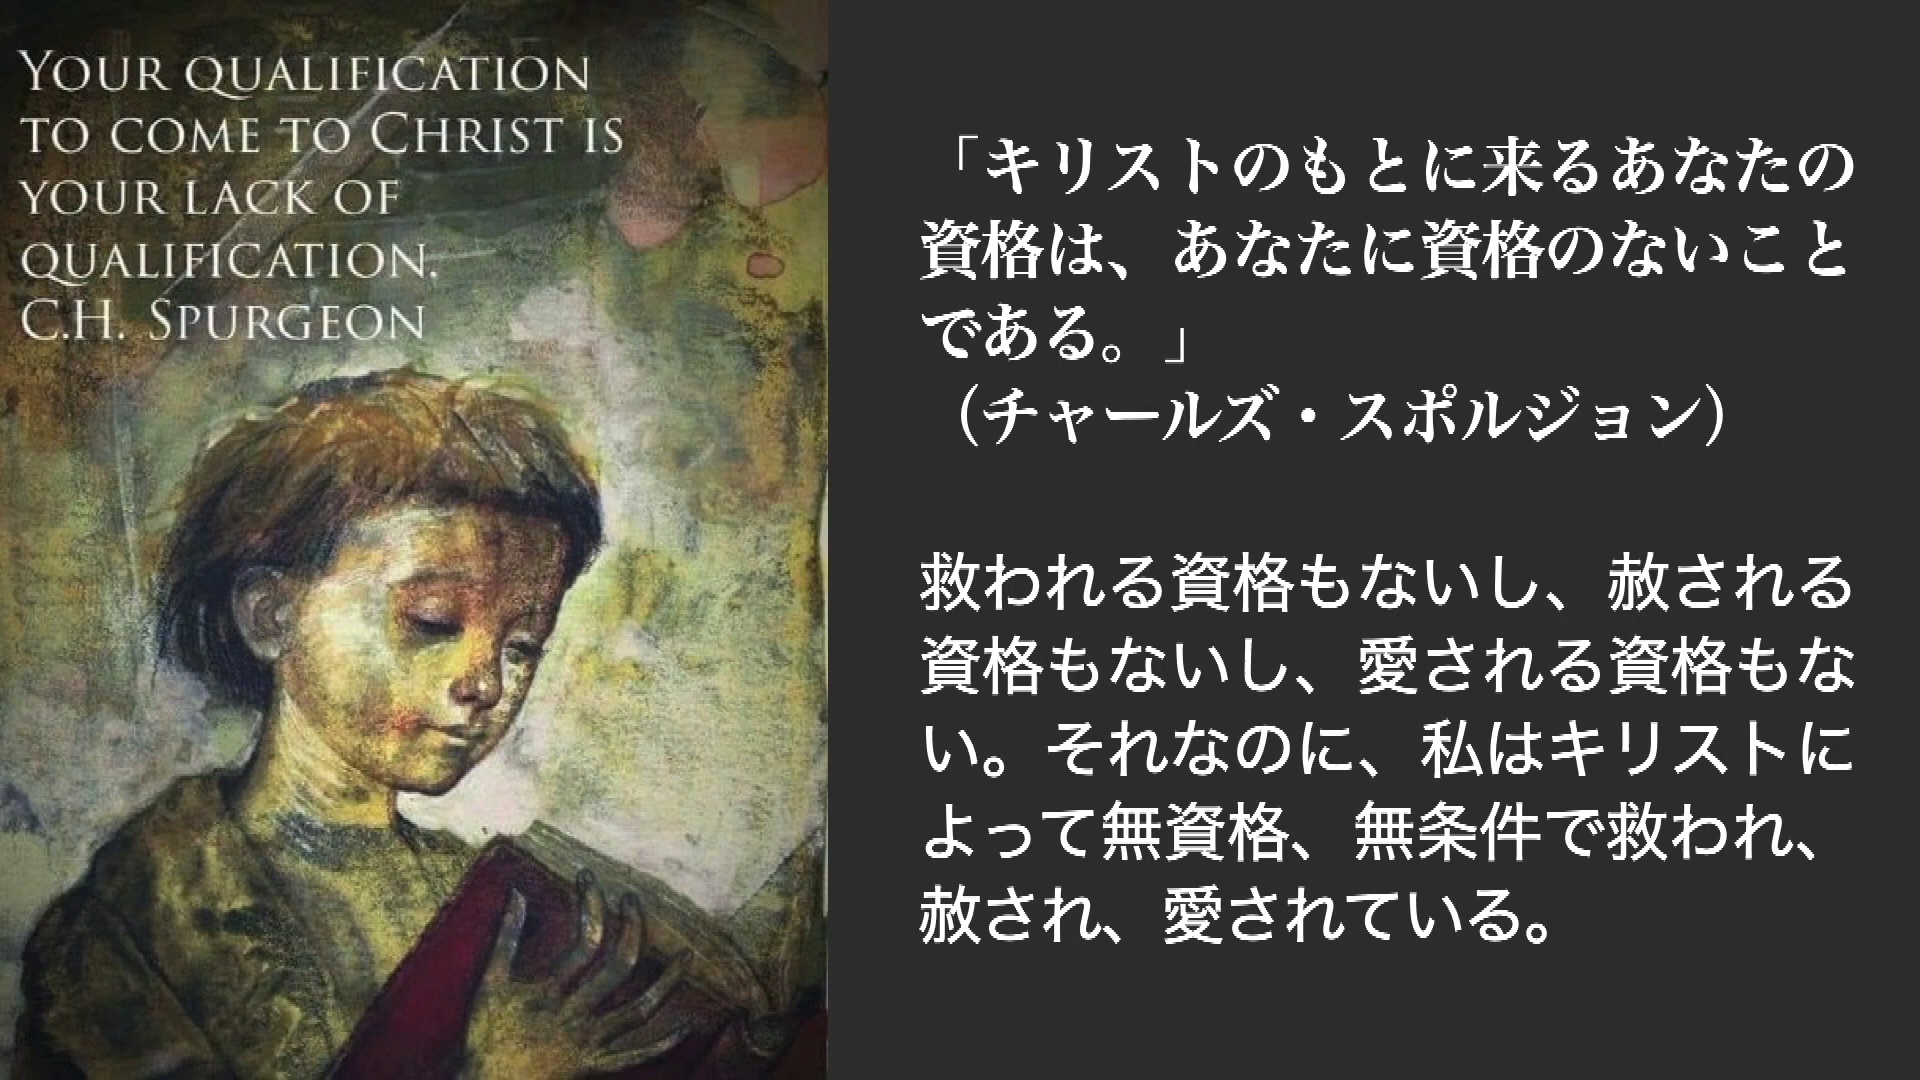 YOUR QUALIFICATION
TO COME TO CHRIST IS
YOUR LACK OF
QUALIFICATION.
C.H. SPURGEON
「キリストのもとに来るあなたの
資格は、あなたに資格のないこと
である。」
（チャールズ・スポルジョン）
救われる資格もないし、赦される
資格もないし、愛される資格もな
い。それなのに、私はキリストに
よって無資格、無条件で救われ、
赦され、愛されている。